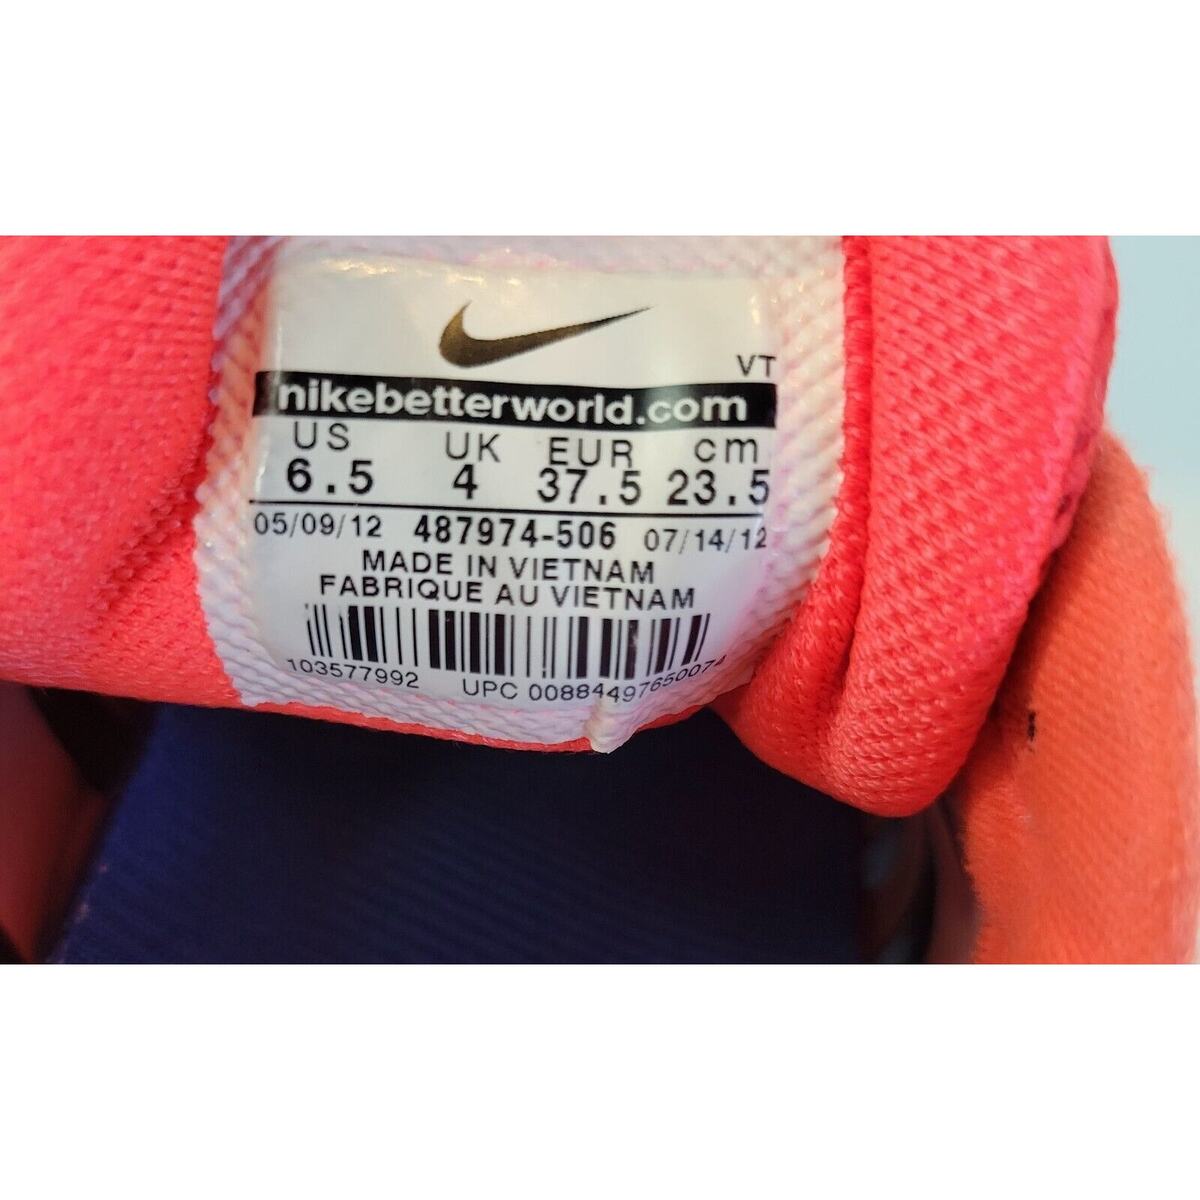 VT
nikebetterworld.com
US UK EUR cm
6.5 4 37.5 23.5
05/09/12 487974-506 07/14/12
MADE IN VIETNAM
FABRIQUE AU VIETNAM
103577992 UPC 00884497650074